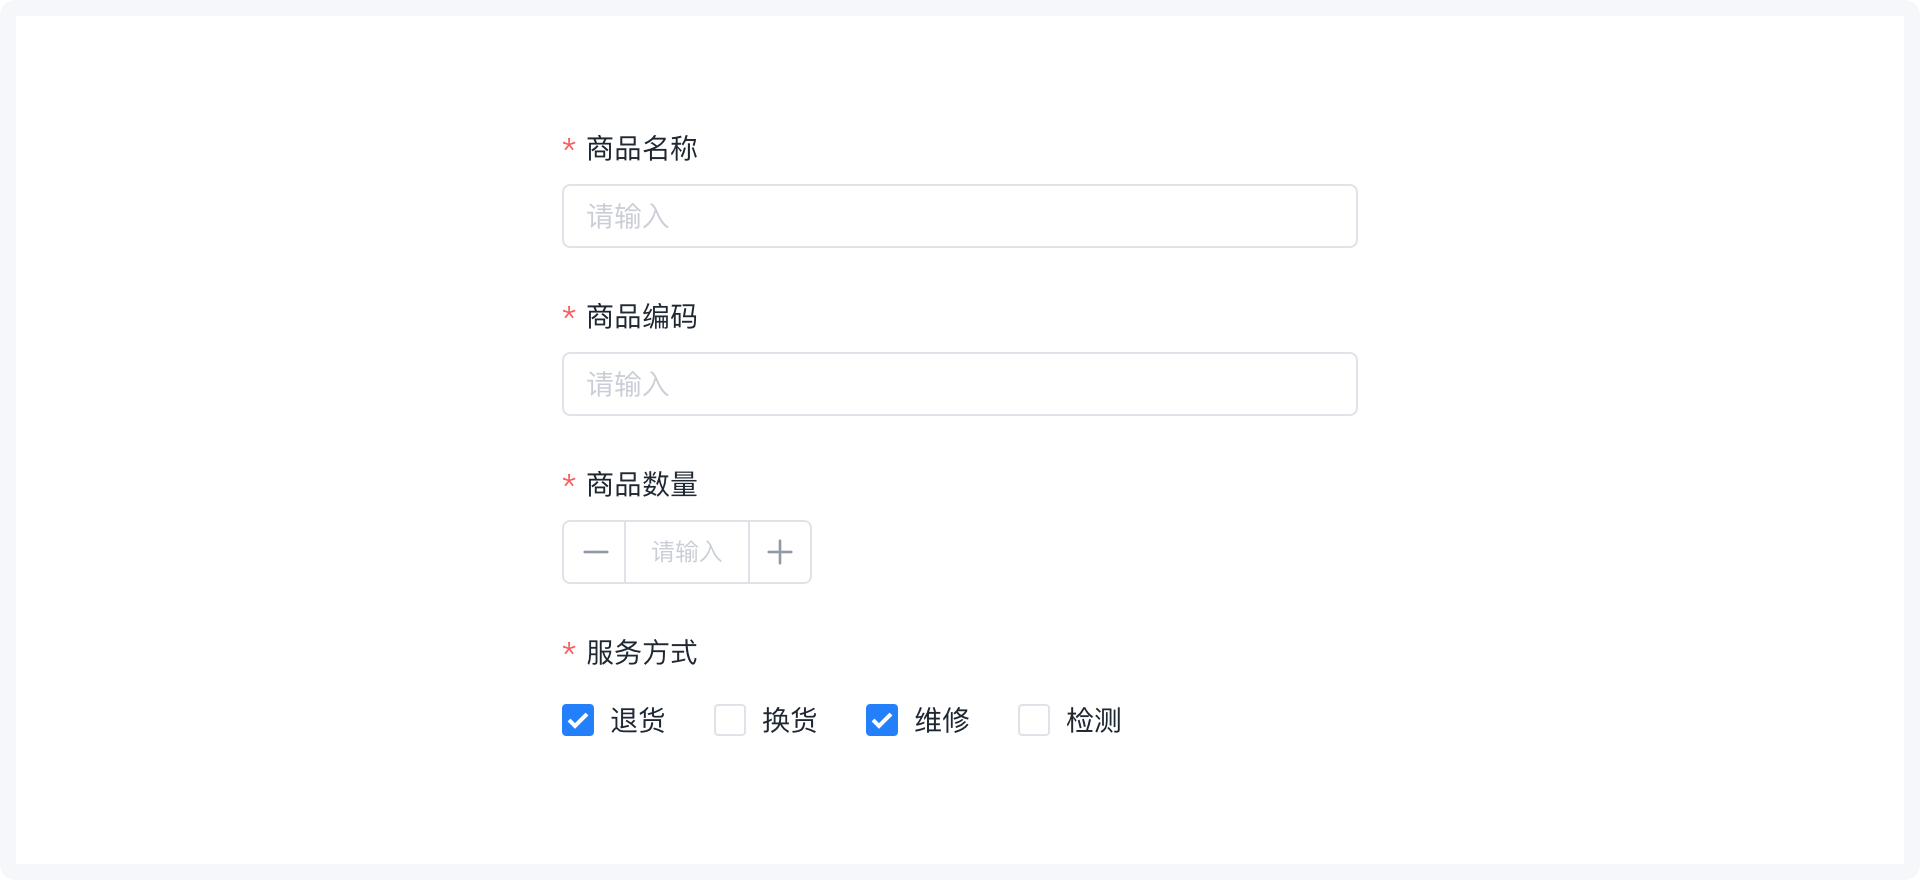 * 商品名称
请输入
* 商品编码
请输入
* 商品数量
请输入
* 服务方式
退货 换货 维修 检测